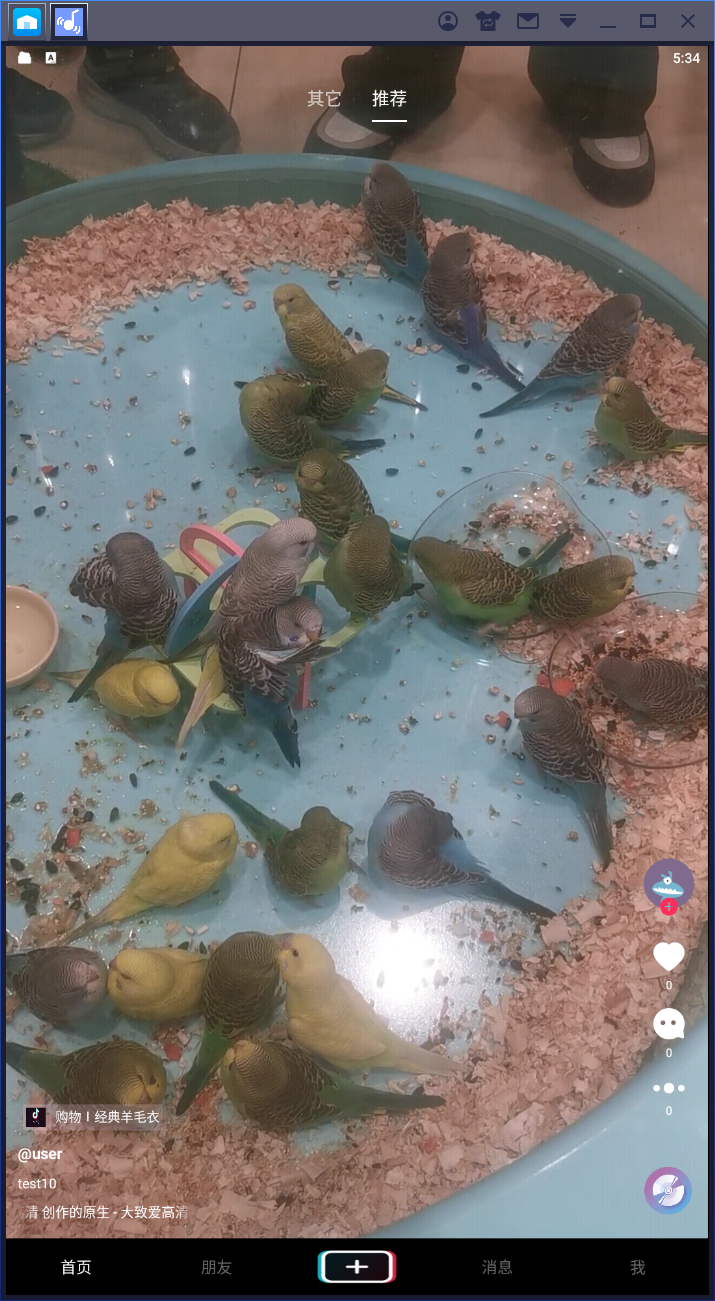 5:34
其它 推荐
0
0
0
购物 | 经典羊毛衣
@user
test10
清 创作的原生 - 大致爱高清
首页 朋友 消息 我